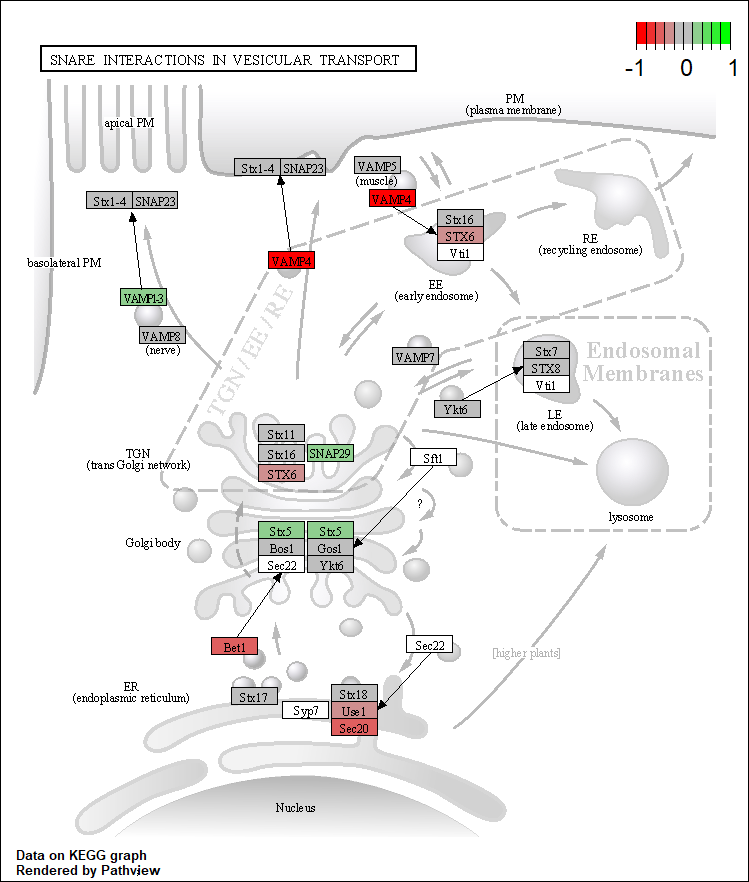 -1 0 1
SNARE INTERACTIONS IN VESICULAR TRANSPORT
PM
(plasma membrane)
apical PM
Stx1-4 SNAP23
VAMP5
(muscle)
VAMP4
Stx1-4 SNAP23
Stx16
STX6
Vti1
RE
(recycling endosome)
basolateral PM
VAMP4
EE
(early endosome)
VAMP1-3
VAMP8
(nerve)
TGN / EE / RE
VAMP7
Stx7
STX8
Vti1
Endosomal
Membranes
Ykt6
LE
(late endosome)
Stx11
Stx16 SNAP29
STX6
TGN
(trans Golgi network)
Sft1
lysosome
?
Golgi body
Stx5 Stx5
Bos1 Gos1
Sec22 Ykt6
Bet1
Sec22
[higher plants]
ER
(endoplasmic reticulum)
Stx17
Syp7
Stx18
Use1
Sec20
Nucleus
Data on KEGG graph
Rendered by Pathview